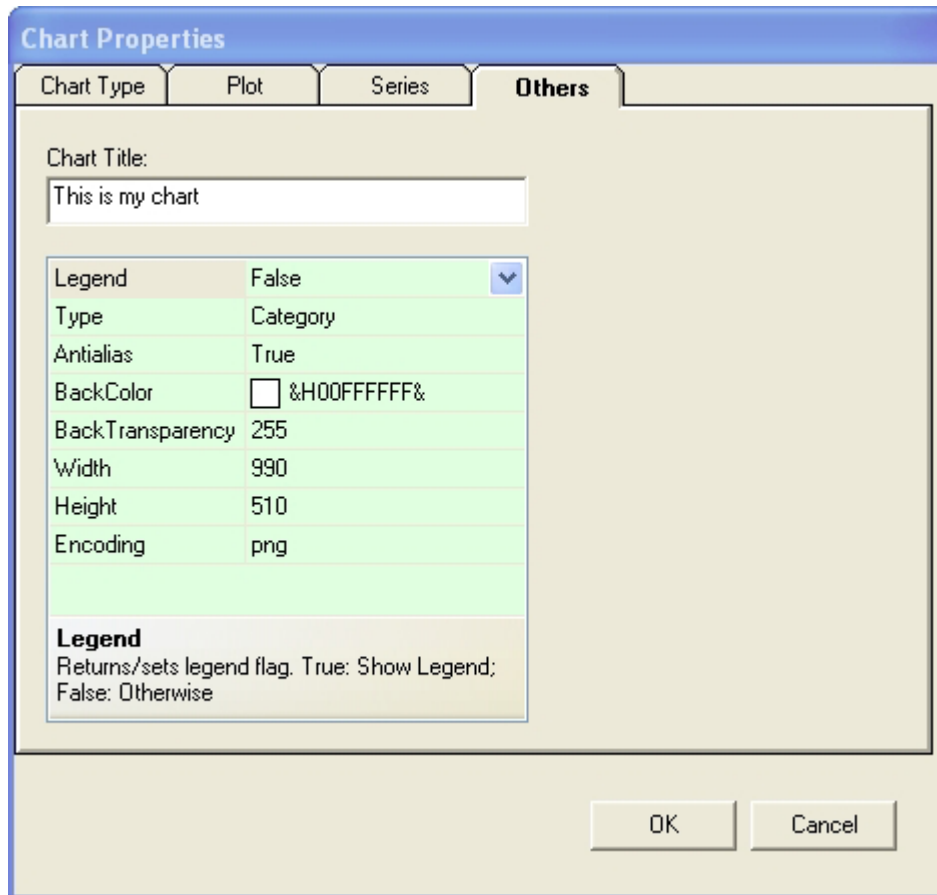 Chart Properties
Chart Type Plot Series Others
Chart Title:
This is my chart
Legend False
Type Category
Antialias True
BackColor &H00FFFFFF&
BackTransparency 255
Width 990
Height 510
Encoding png
Legend
Returns/sets legend flag. True: Show Legend;
False: Otherwise
OK Cancel